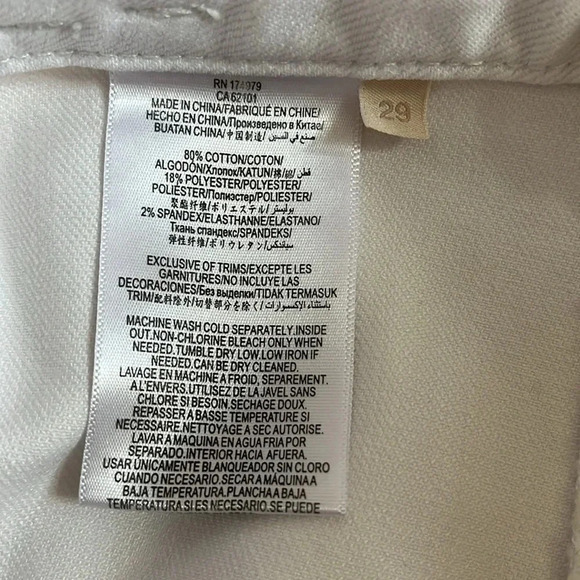 RN 174979
CA 62101
MADE IN CHINA/FABRIQUÉ EN CHINE/
HECHO EN CHINA/Произведено в Китае/
BUATAN CHINA/中国制造/صنع في الصين
80% COTTON/COTON/
ALGODÓN/Хлопок/KATUN/棉/綿/قطن
18% POLYESTER/POLYESTER/
POLIÉSTER/Полиэстер/POLIESTER/
聚酯纤维/ポリエステル/بوليستر
2% SPANDEX/ELASTHANNE/ELASTANO/
Ткань спандекс/SPANDEKS/
弹性纤维/ポリウレタン/سباندكس
EXCLUSIVE OF TRIMS/EXCEPTE LES
GARNITURES/NO INCLUYE LAS
DECORACIONES/Без выделки/TIDAK TERMASUK
TRIM/配料除外/切替部分を除く/باستثناء الاكسسوارات
MACHINE WASH COLD SEPARATELY.INSIDE
OUT.NON-CHLORINE BLEACH ONLY WHEN
NEEDED.TUMBLE DRY LOW.LOW IRON IF
NEEDED.CAN BE DRY CLEANED.
LAVAGE EN MACHINE A FROID, SEPAREMENT.
A L'ENVERS.UTILISEZ DE LA JAVEL SANS
CHLORE SI BESOIN.SECHAGE DOUX.
REPASSER A BASSE TEMPERATURE SI
NECESSAIRE.NETTOYAGE A SEC AUTORISE.
LAVAR A MAQUINA EN AGUA FRIA POR
SEPARADO.INTERIOR HACIA AFUERA.
USAR ÚNICAMENTE BLANQUEADOR SIN CLORO
CUANDO NECESARIO.SECAR A MÁQUINA A
BAJA TEMPERATURA.PLANCHA A BAJA
TEMPERATURA SI ES NECESARIO.SE PUEDE
29